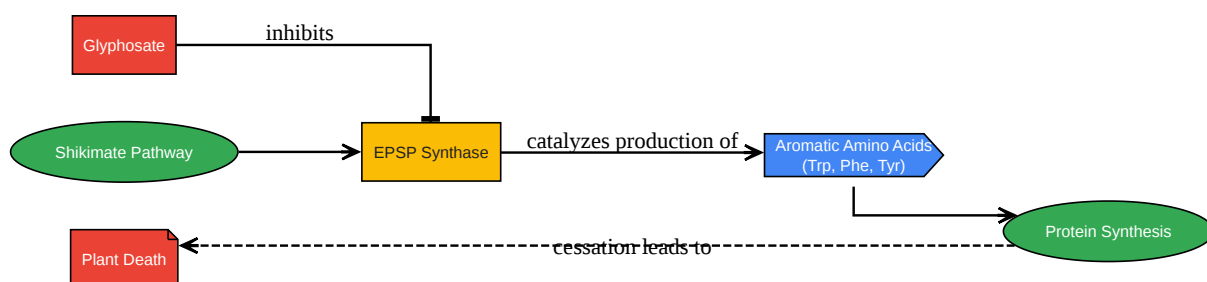 inhibits
Glyphosate
catalyzes production of
Aromatic Amino Acids
(Trp, Phe, Tyr)
Shikimate Pathway
EPSP Synthase
Protein Synthesis
cessation leads to
Plant Death